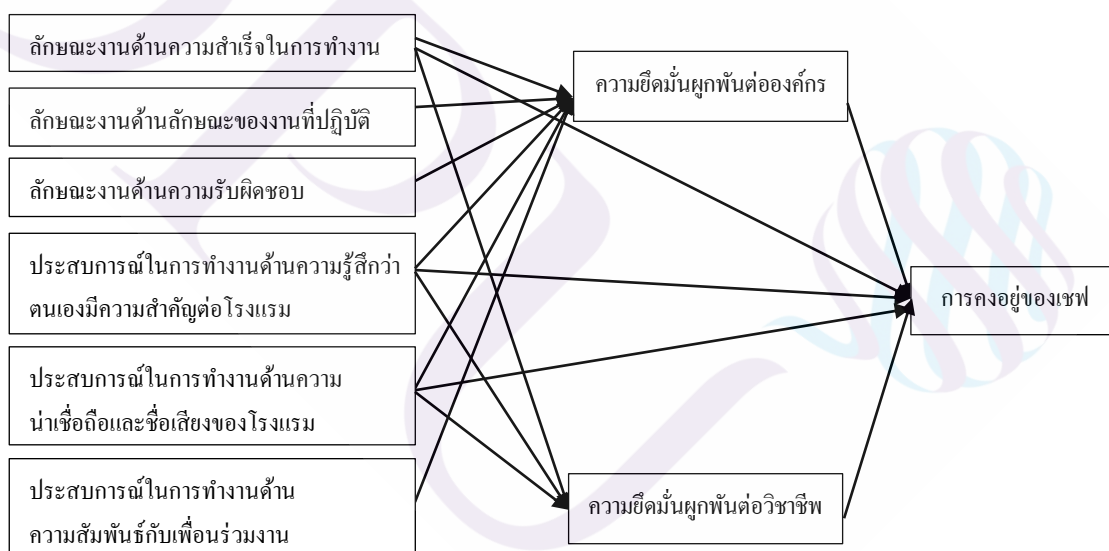 ลักษณะงานด้านความสำเร็จในการทำงาน
ลักษณะงานด้านลักษณะของงานที่ปฏิบัติ
ลักษณะงานด้านความรับผิดชอบ
ประสบการณ์ในการทำงานด้านความรู้สึกว่า
ตนเองมีความสำคัญต่อโรงแรม
ประสบการณ์ในการทำงานด้านความ
น่าเชื่อถือและชื่อเสียงของโรงแรม
ประสบการณ์ในการทำงานด้าน
ความสัมพันธ์กับเพื่อนร่วมงาน
ความยึดมั่นผูกพันต่อองค์กร
ความยึดมั่นผูกพันต่อวิชาชีพ
การคงอยู่ของเชฟ